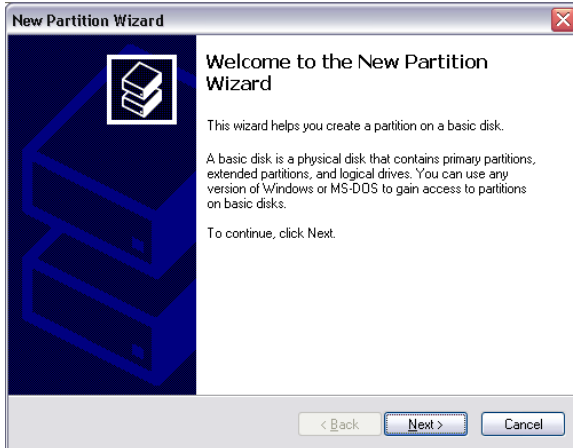 New Partition Wizard
Welcome to the New Partition
Wizard
This wizard helps you create a partition on a basic disk.
A basic disk is a physical disk that contains primary partitions,
extended partitions, and logical drives. You can use any
version of Windows or MS-DOS to gain access to partitions
on basic disks.
To continue, click Next.
< Back Next > Cancel